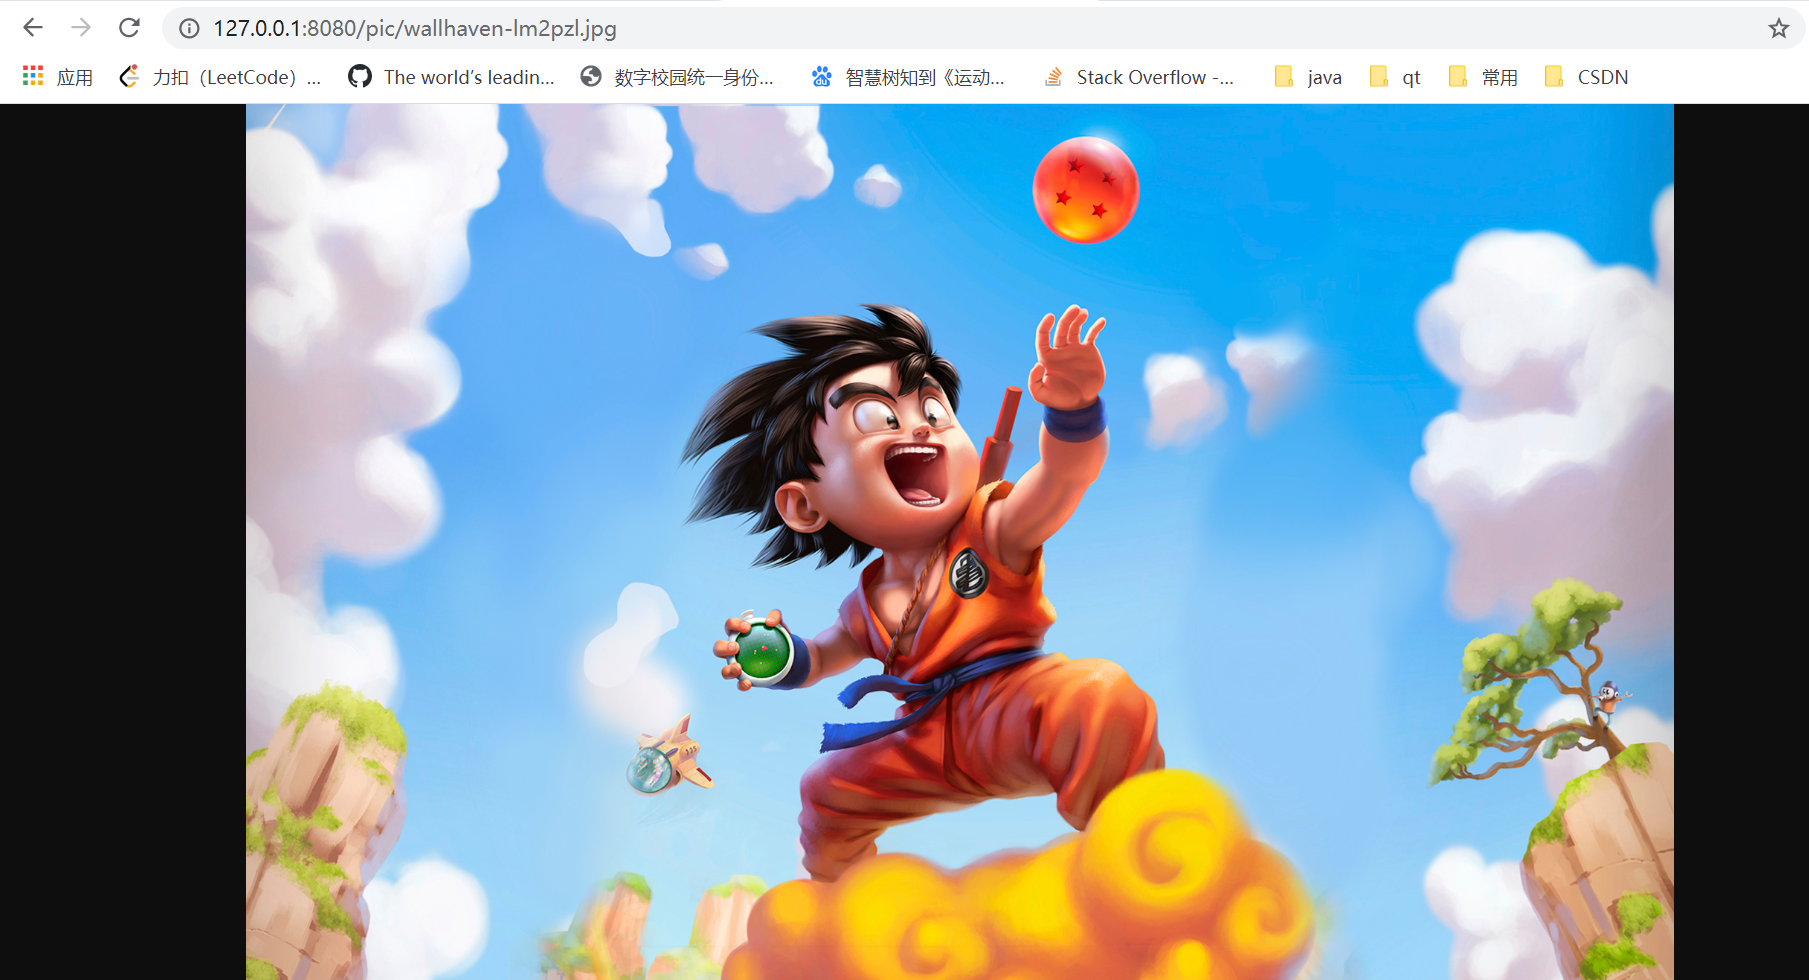 127.0.0.1:8080/pic/wallhaven-lm2pzl.jpg
应用 力扣（LeetCode）... The world's leadin... 数字校园统一身份... 智慧树知到《运动... Stack Overflow -... java qt 常用 CSDN